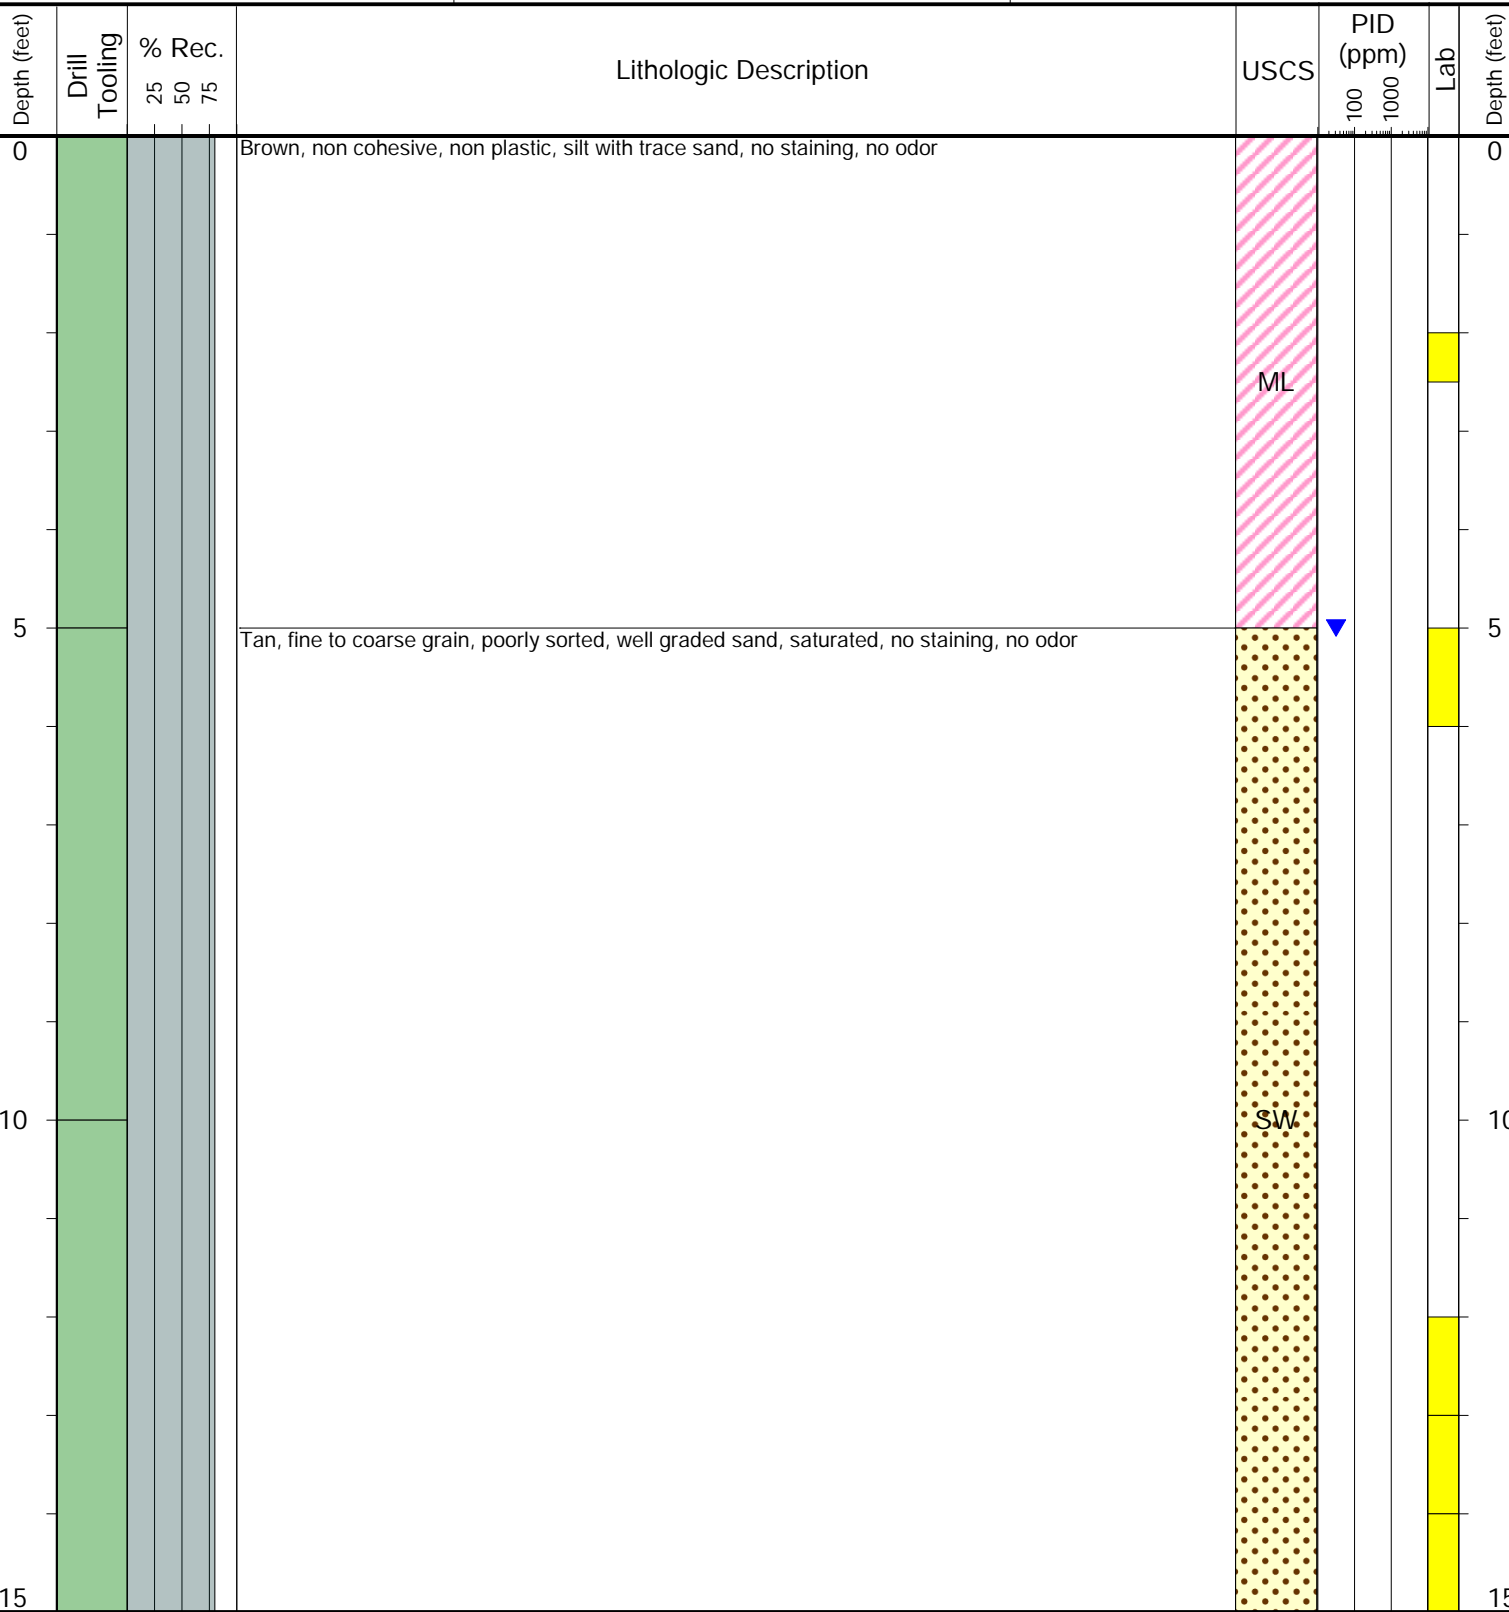 Depth (feet)
Drill
Tooling
% Rec.
25
50
75
Lithologic Description
USCS
PID
(ppm)
100
1000
Lab
Depth (feet)
0
Brown, non cohesive, non plastic, silt with trace sand, no staining, no odor
0
ML
5
Tan, fine to coarse grain, poorly sorted, well graded sand, saturated, no staining, no odor
5
10
SW
10
15
15